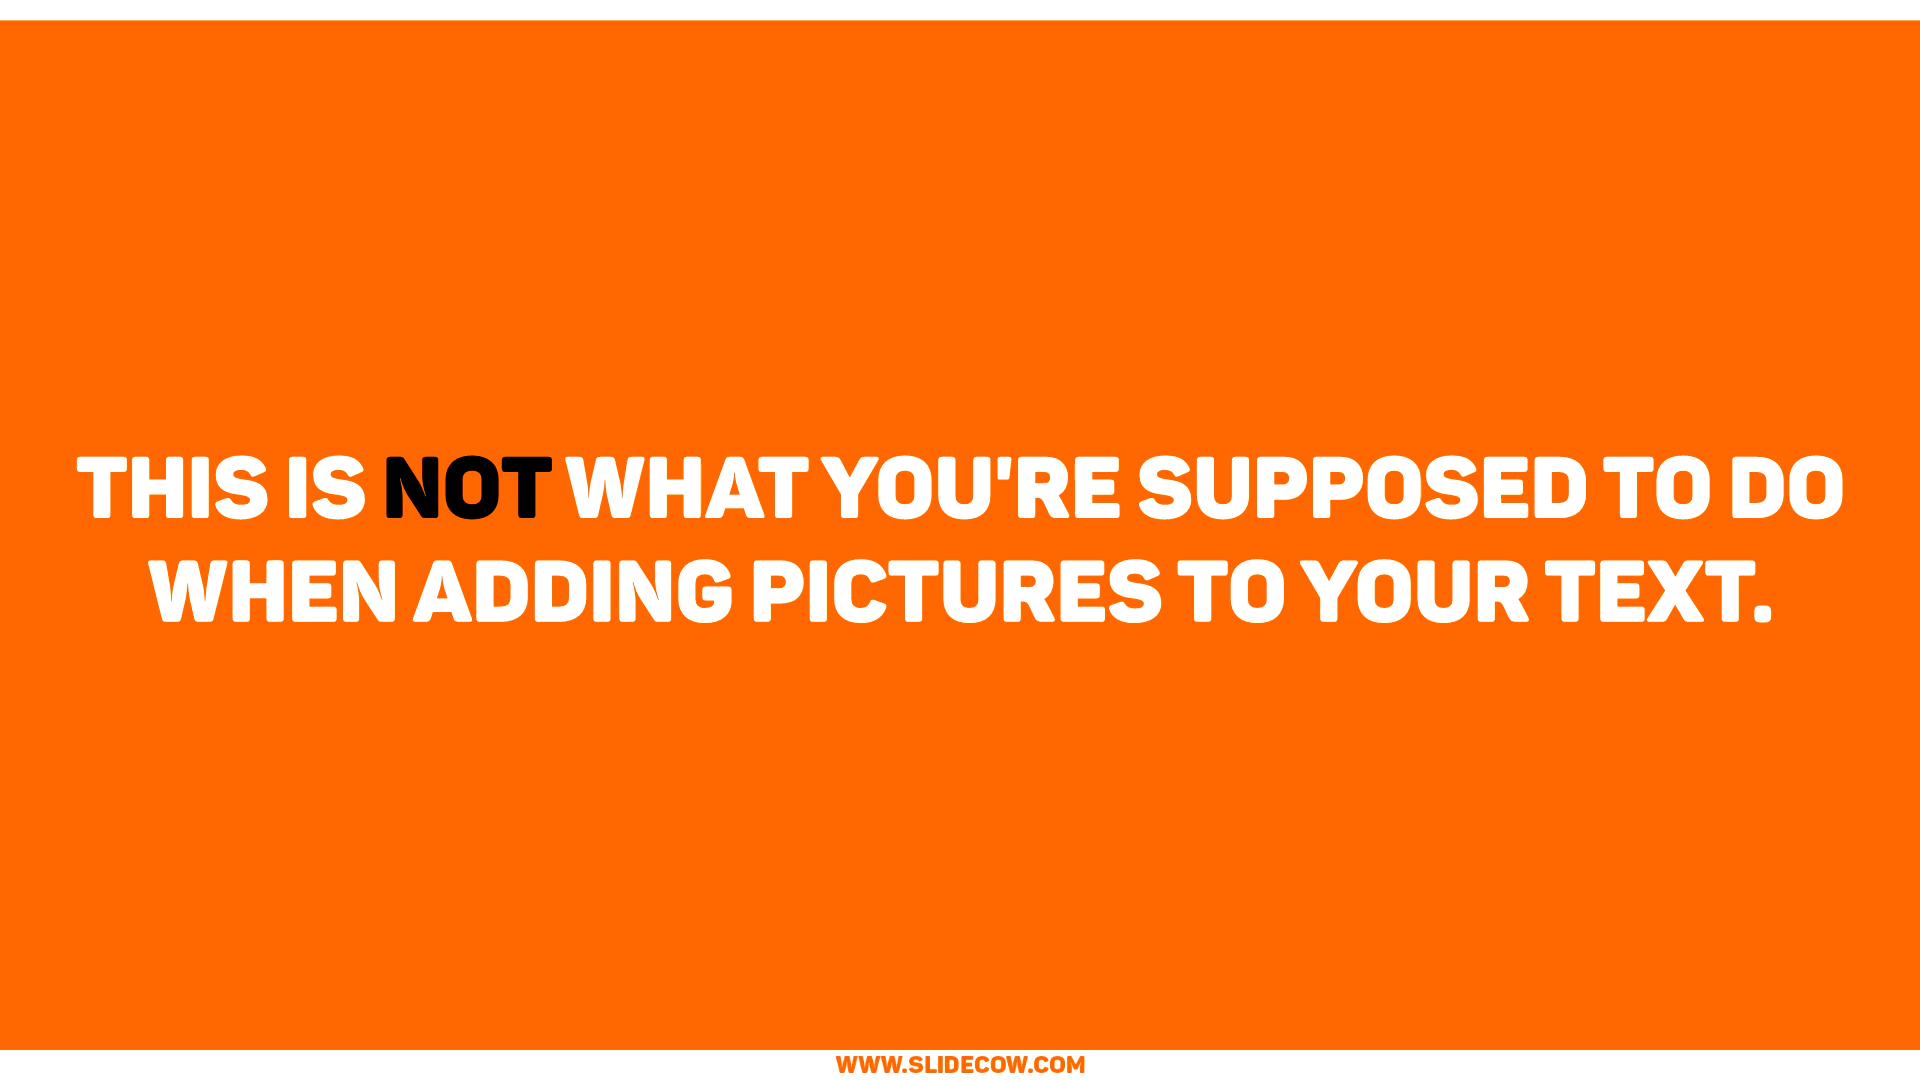 THIS IS NOT WHAT YOU'RE SUPPOSED TO DO
WHEN ADDING PICTURES TO YOUR TEXT.
WWW.SLIDECOW.COM